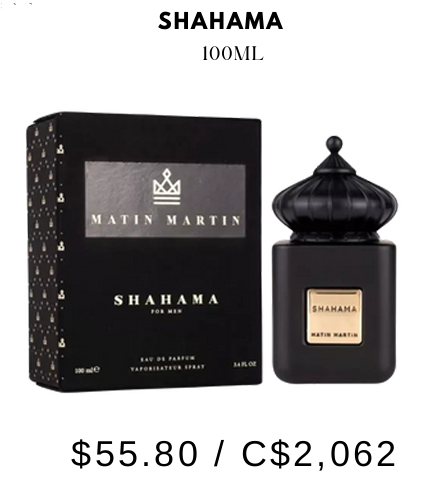 SHAHAMA
100ML
MATIN MARTIN
SHAHAMA
FOR MEN
EAU DE PARFUM
VAPORISATEUR SPRAY
100 ml℮
3.4 FL.OZ
SHAHAMA
MATIN MARTIN
$55.80 / C$2,062